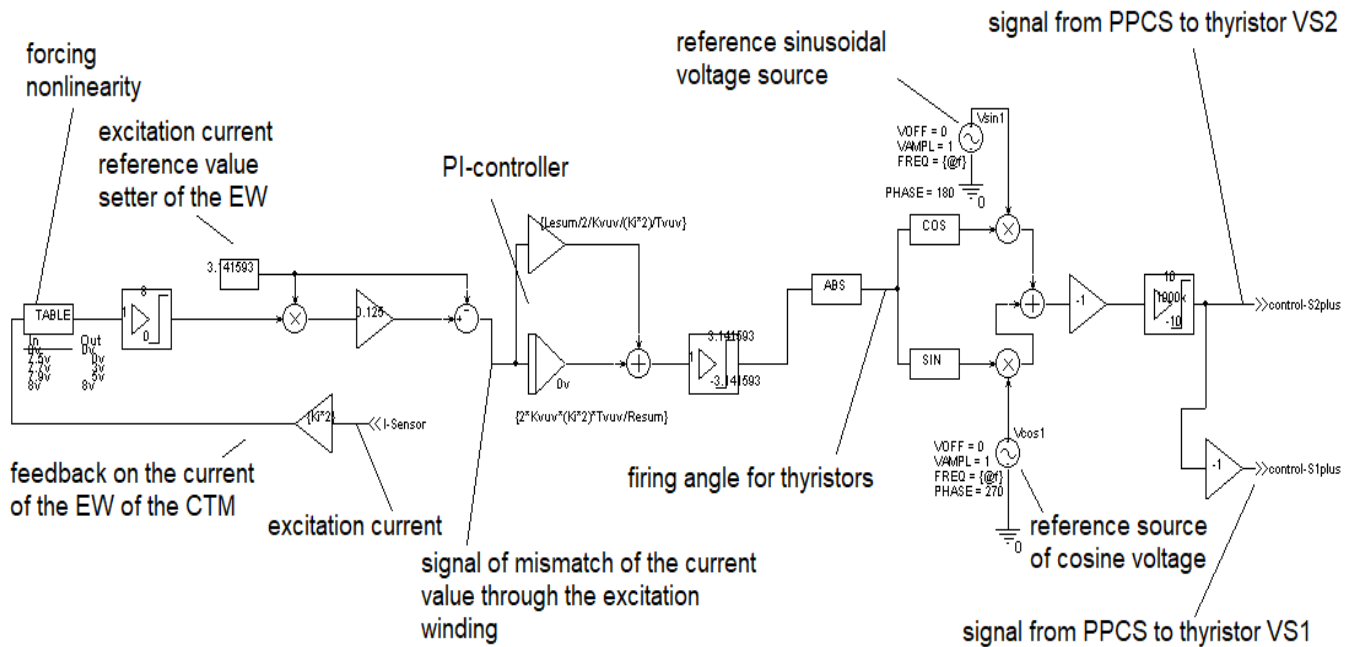 signal from PPCS to thyristor VS2
reference sinusoidal
voltage source
forcing
nonlinearity
excitation current
reference value
setter of the EW
PI-controller
Vsin1
VOFF = 0
VAMPL = 1
FREQ = {@f}
PHASE = 180
0
{Lesum/2/Kvuv/(Ki*2)/Tvuv}
COS
3.141593
ABS
-1
10
1000k
-10
TABLE
8
1
0
0.125
In Out
0v 0v
7.5v 0v
7.7v 3v
7.9v 5v
8v 8v
control-S2plus
3.141593
1
-3.141593
SIN
0v
{2*Kvuv*(Ki*2)*Tvuv/Resum}
{Ki*2}
I-Sensor
Vcos1
VOFF = 0
VAMPL = 1
FREQ = {@f}
PHASE = 270
0
-1
control-S1plus
feedback on the current
of the EW of the CTM
excitation current
firing angle for thyristors
signal of mismatch of the current
value through the excitation
winding
reference source
of cosine voltage
signal from PPCS to thyristor VS1